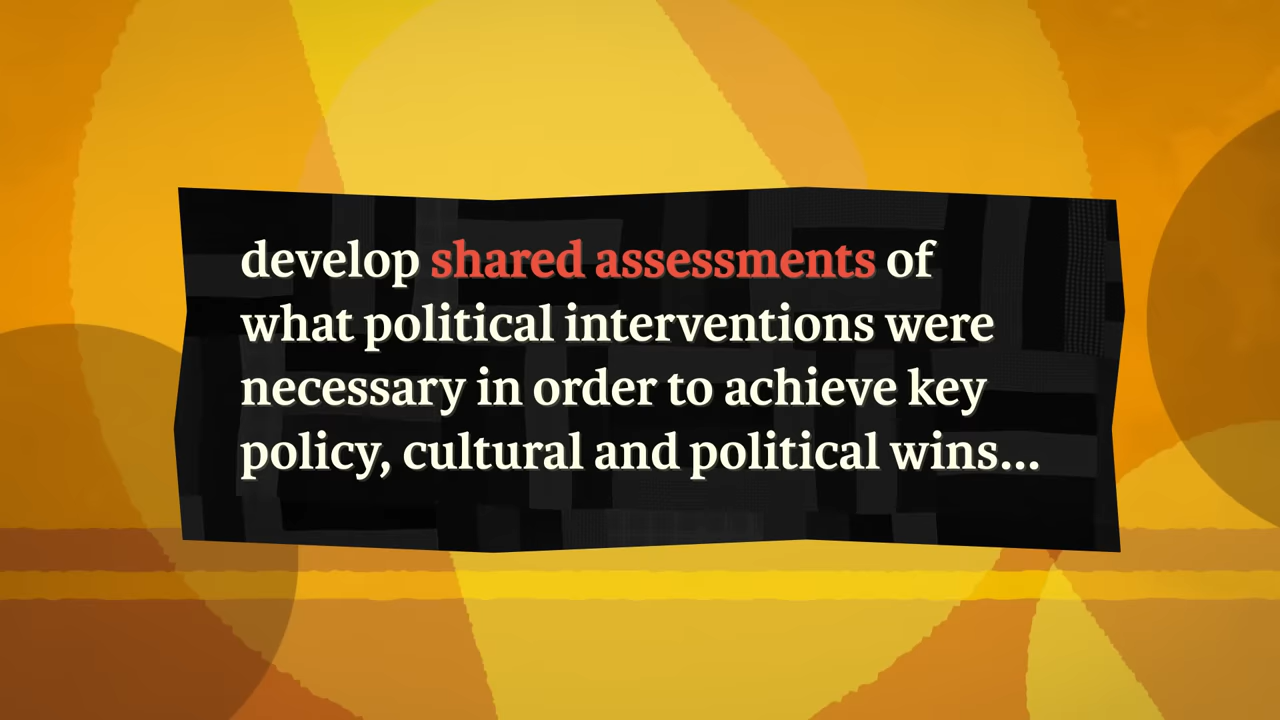 develop shared assessments of
what political interventions were
necessary in order to achieve key
policy, cultural and political wins...